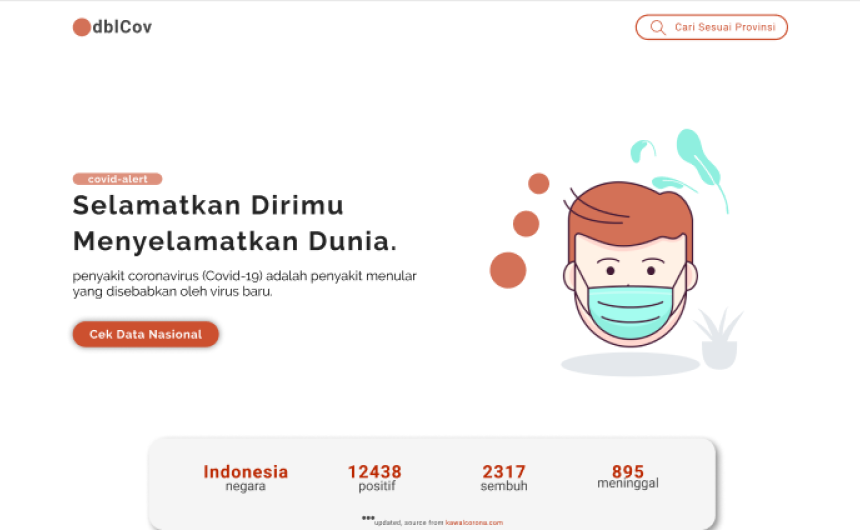 dblCov
Cari Sesuai Provinsi
covid-alert
Selamatkan Dirimu
Menyelamatkan Dunia.
penyakit coronavirus (Covid-19) adalah penyakit menular
yang disebabkan oleh virus baru.
Cek Data Nasional
Indonesia 12438 2317 895
negara positif sembuh meninggal
***updated, source from kawalcorona.com